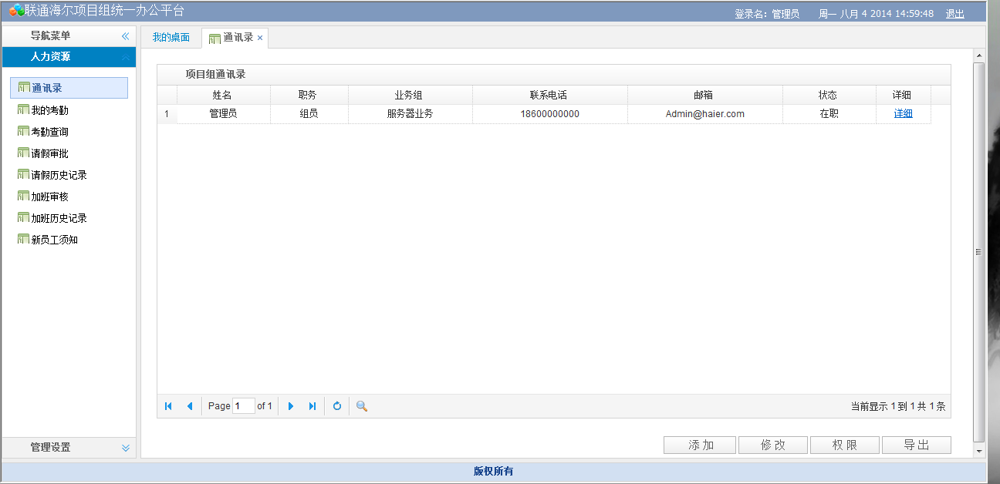 联通海尔项目组统一办公平台
登录名：管理员 周一 八月 4 2014 14:59:48 退出
导航菜单
人力资源
通讯录
我的考勤
考勤查询
请假审批
请假历史记录
加班审核
加班历史记录
新员工须知
管理设置
我的桌面 通讯录
项目组通讯录
姓名 职务 业务组 联系电话 邮箱 状态 详细
1 管理员 组员 服务器业务 18600000000 Admin@haier.com 在职 详细
Page 1 of 1 当前显示 1 到 1 共 1 条
添 加 修 改 权 限 导 出
版权所有